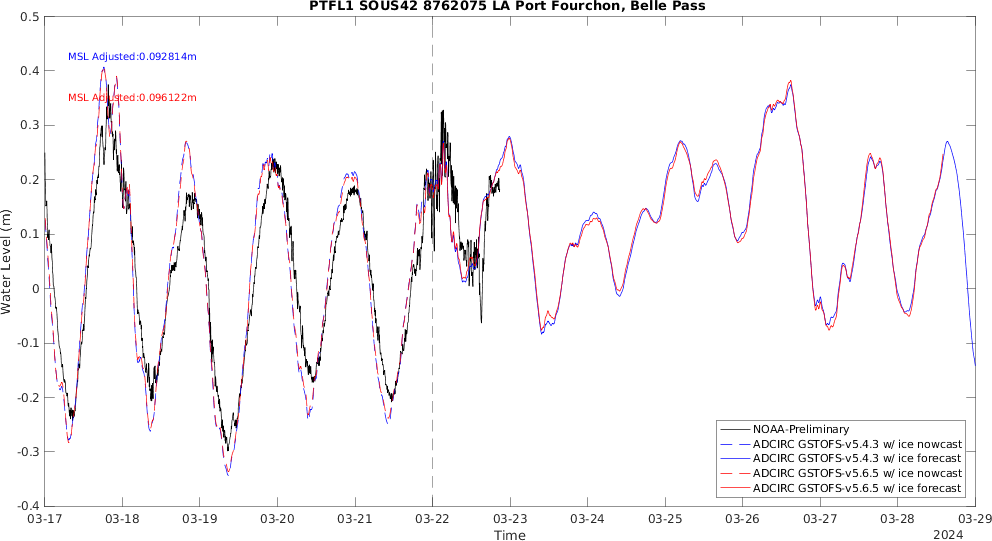 PTFL1 SOUS42 8762075 LA Port Fourchon, Belle Pass
0.5
0.4
0.3
0.2
0.1
0
-0.1
-0.2
-0.3
-0.4
Water Level (m)
MSL Adjusted:0.092814m
MSL Adjusted:0.096122m
NOAA-Preliminary
ADCIRC GSTOFS-v5.4.3 w/ ice nowcast
ADCIRC GSTOFS-v5.4.3 w/ ice forecast
ADCIRC GSTOFS-v5.6.5 w/ ice nowcast
ADCIRC GSTOFS-v5.6.5 w/ ice forecast
03-17 03-18 03-19 03-20 03-21 03-22 03-23 03-24 03-25 03-26 03-27 03-28 03-29
Time
2024